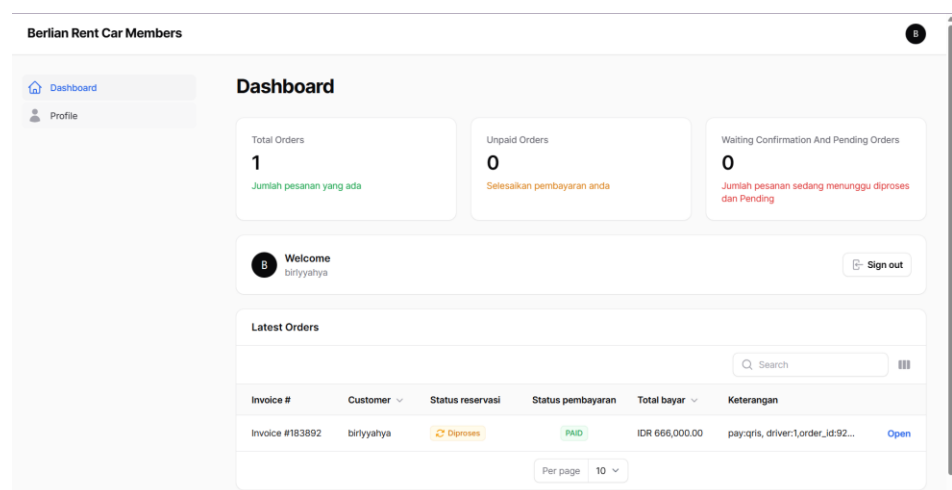 Berlian Rent Car Members
B
Dashboard
Profile
Dashboard
Total Orders
1
Jumlah pesanan yang ada
Unpaid Orders
0
Selesaikan pembayaran anda
Waiting Confirmation And Pending Orders
0
Jumlah pesanan sedang menunggu diproses
dan Pending
B
Welcome
birlyyahya
Sign out
Latest Orders
Search
Invoice # Customer Status reservasi Status pembayaran Total bayar Keterangan
Invoice #183892 birlyyahya Diproses PAID IDR 666,000.00 pay:qris, driver:1,order_id:92... Open
Per page 10